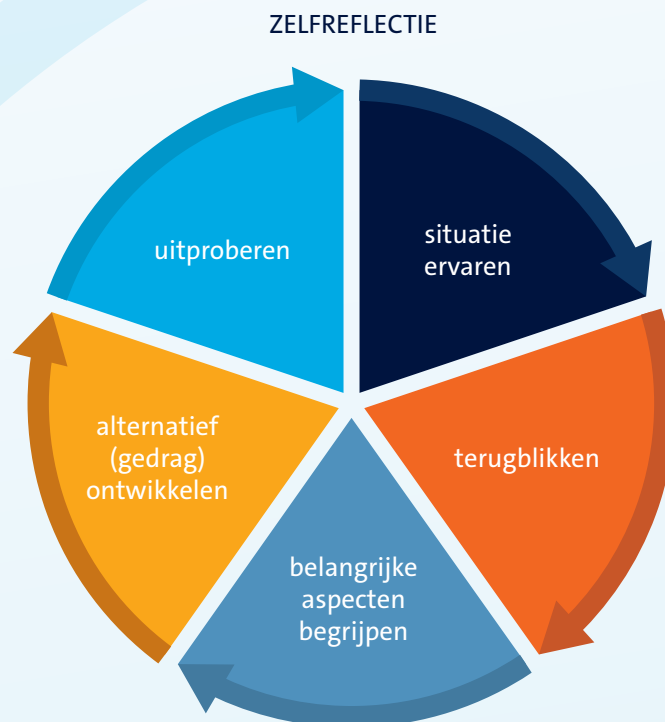 ZELFREFLECTIE
situatie
ervaren
terugblikken
belangrijke
aspecten
begrijpen
alternatief
(gedrag)
ontwikkelen
uitproberen